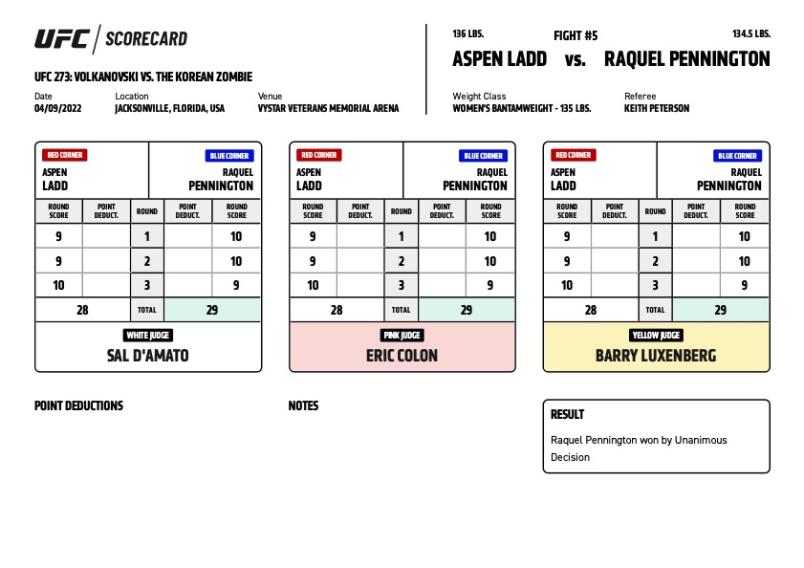 UFC SCORECARD
UFC 273: VOLKANOVSKI VS. THE KOREAN ZOMBIE
Date Location Venue
04/09/2022 JACKSONVILLE, FLORIDA, USA VYSTAR VETERANS MEMORIAL ARENA
136 LBS. FIGHT #5 134.5 LBS.
ASPEN LADD vs. RAQUEL PENNINGTON
Weight Class Referee
WOMEN'S BANTAMWEIGHT - 135 LBS. KEITH PETERSON
RED CORNER BLUE CORNER
ASPEN RAQUEL
LADD PENNINGTON
ROUND SCORE POINT DEDUCT. ROUND POINT DEDUCT. ROUND SCORE
9 1 10
9 2 10
10 3 9
28 TOTAL 29
WHITE JUDGE
SAL D'AMATO
RED CORNER BLUE CORNER
ASPEN RAQUEL
LADD PENNINGTON
ROUND SCORE POINT DEDUCT. ROUND POINT DEDUCT. ROUND SCORE
9 1 10
9 2 10
10 3 9
28 TOTAL 29
PINK JUDGE
ERIC COLON
RED CORNER BLUE CORNER
ASPEN RAQUEL
LADD PENNINGTON
ROUND SCORE POINT DEDUCT. ROUND POINT DEDUCT. ROUND SCORE
9 1 10
9 2 10
10 3 9
28 TOTAL 29
YELLOW JUDGE
BARRY LUXENBERG
POINT DEDUCTIONS
NOTES
RESULT
Raquel Pennington won by Unanimous
Decision